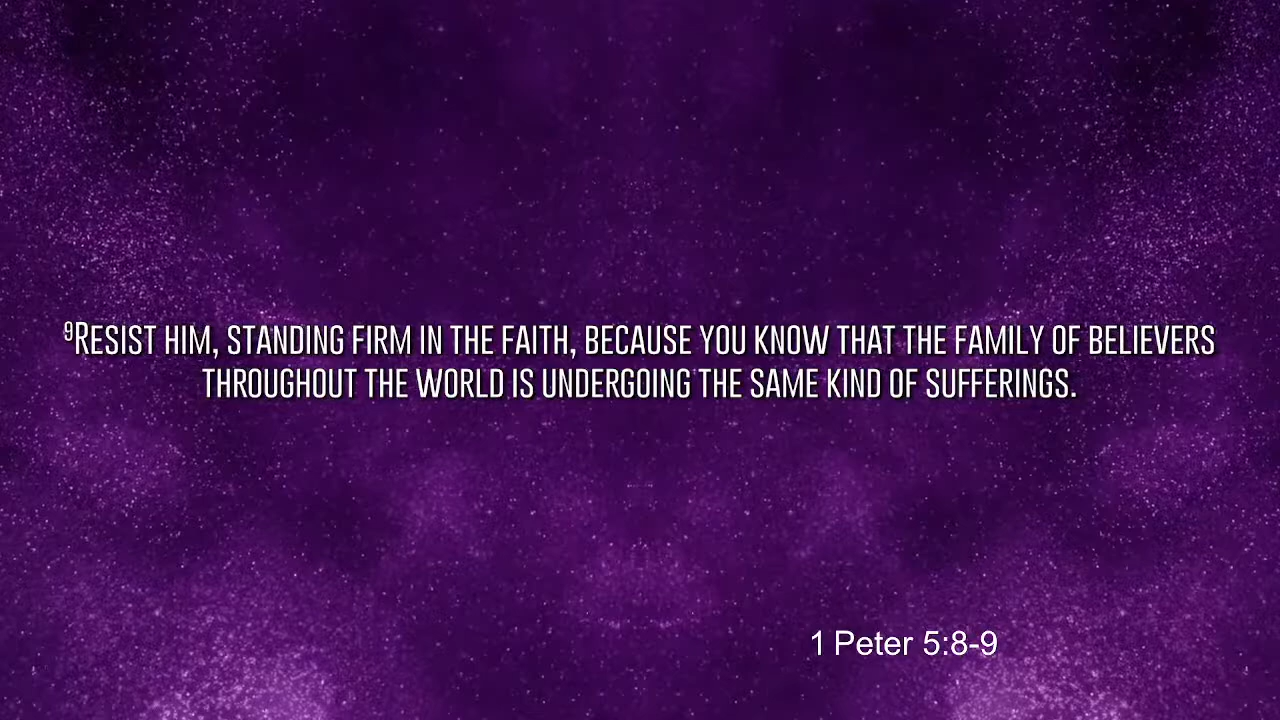 ⁹Resist him, standing firm in the faith, because you know that the family of believers
throughout the world is undergoing the same kind of sufferings.
1 Peter 5:8-9